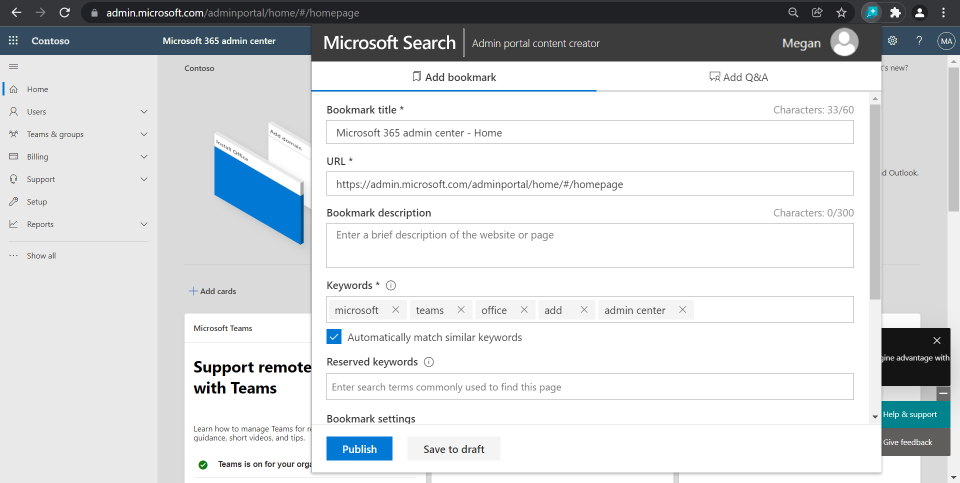 admin.microsoft.com/adminportal/home/#/homepage
Contoso
Microsoft 365 admin center
Microsoft Search
Admin portal content creator
Megan
?
MA
Home
Users
Teams & groups
Billing
Support
Setup
Reports
Show all
Contoso
t's new?
Install Office
Add domain
d Outlook.
Add cards
Microsoft Teams
Support remote
with Teams
Learn how to manage Teams for re
guidance, short videos, and tips.
Teams is on for your orga
Add bookmark
Add Q&A
Bookmark title *
Characters: 33/60
Microsoft 365 admin center - Home
URL *
https://admin.microsoft.com/adminportal/home/#/homepage
Bookmark description
Characters: 0/300
Enter a brief description of the website or page
Keywords *
microsoft
teams
office
add
admin center
Automatically match similar keywords
Reserved keywords
Enter search terms commonly used to find this page
Bookmark settings
Publish
Save to draft
gine advantage with
Help & support
Give feedback